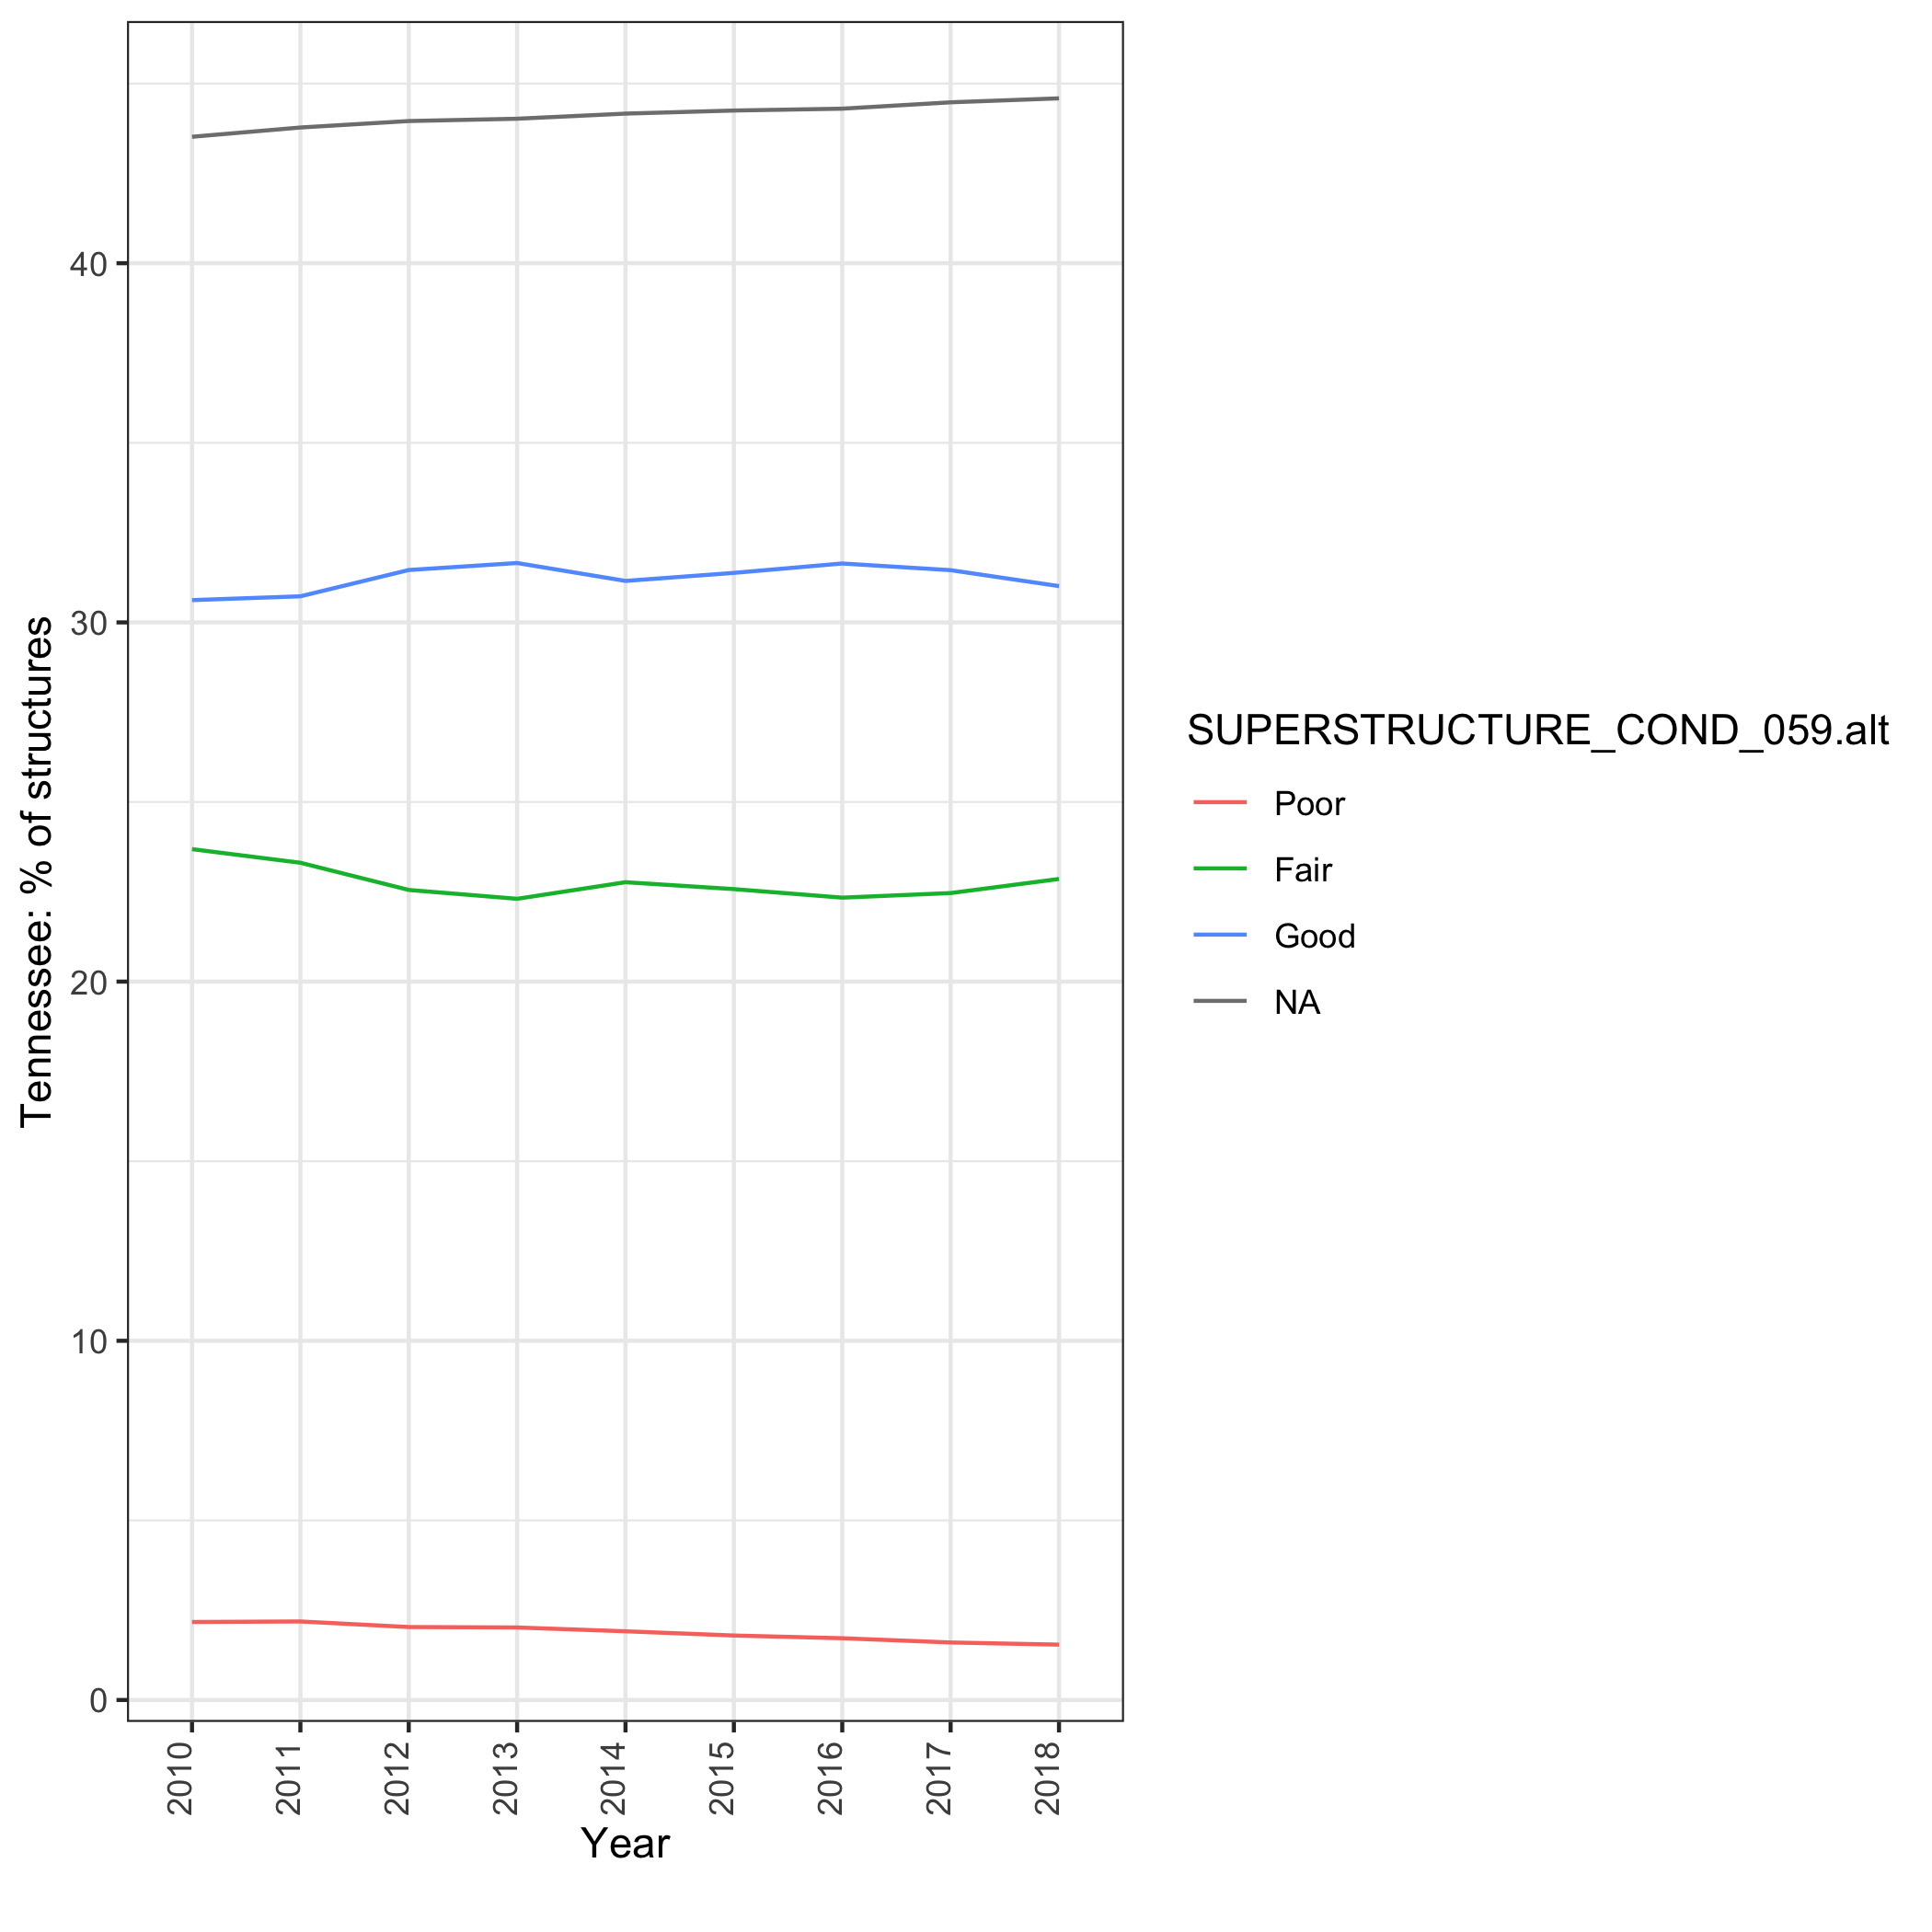 Tennessee: % of structures
40
30
20
10
0
2010
2011
2012
2013
2014
2015
2016
2017
2018
Year
SUPERSTRUCTURE_COND_059.alt
Poor
Fair
Good
NA